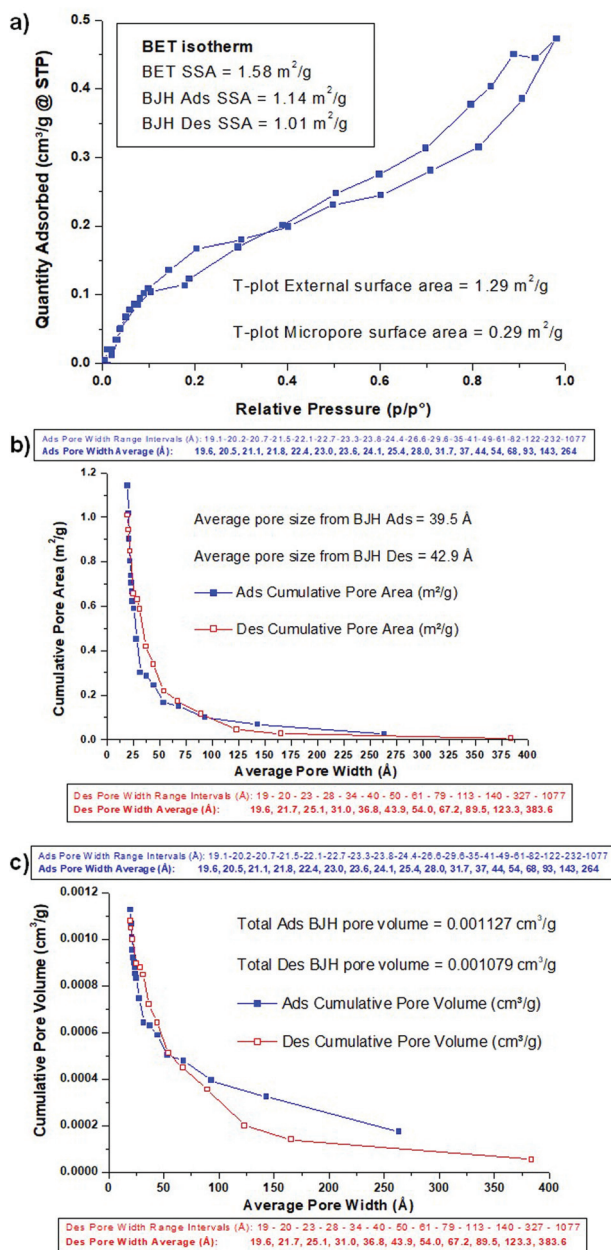 a)
0.5
0.4
0.3
0.2
0.1
0.0
Quantity Adsorbed (cm³/g @ STP)
BET isotherm
BET SSA = 1.58 m²/g
BJH Ads SSA = 1.14 m²/g
BJH Des SSA = 1.01 m²/g
T-plot External surface area = 1.29 m²/g
T-plot Micropore surface area = 0.29 m²/g
0.0 0.2 0.4 0.6 0.8 1.0
Relative Pressure (p/p°)
b)
Ads Pore Width Range Intervals (Å): 19.1-20.2-20.7-21.5-22.1-22.7-23.3-23.8-24.4-26.6-29.6-35-41-49-61-82-122-232-1077
Ads Pore Width Average (Å): 19.6, 20.5, 21.1, 21.8, 22.4, 23.0, 23.6, 24.1, 25.4, 28.0, 31.7, 37, 44, 54, 68, 93, 143, 264
1.2
1.0
0.8
0.6
0.4
0.2
0.0
Cumulative Pore Area (m²/g)
Average pore size from BJH Ads = 39.5 Å
Average pore size from BJH Des = 42.9 Å
Ads Cumulative Pore Area (m²/g)
Des Cumulative Pore Area (m²/g)
0 25 50 75 100 125 150 175 200 225 250 275 300 325 350 375 400
Average Pore Width (Å)
Des Pore Width Range Intervals (Å): 19 - 20 - 23 - 28 - 34 - 40 - 50 - 61 - 79 - 113 - 140 - 327 - 1077
Des Pore Width Average (Å): 19.6, 21.7, 25.1, 31.0, 36.8, 43.9, 54.0, 67.2, 89.5, 123.3, 383.6
c)
Ads Pore Width Range Intervals (Å): 19.1-20.2-20.7-21.5-22.1-22.7-23.3-23.8-24.4-26.6-29.6-35-41-49-61-82-122-232-1077
Ads Pore Width Average (Å): 19.6, 20.5, 21.1, 21.8, 22.4, 23.0, 23.6, 24.1, 25.4, 28.0, 31.7, 37, 44, 54, 68, 93, 143, 264
0.0012
0.0010
0.0008
0.0006
0.0004
0.0002
0.0000
Cumulative Pore Volume (cm³/g)
Total Ads BJH pore volume = 0.001127 cm³/g
Total Des BJH pore volume = 0.001079 cm³/g
Ads Cumulative Pore Volume (cm³/g)
Des Cumulative Pore Volume (cm³/g)
0 50 100 150 200 250 300 350 400
Average Pore Width (Å)
Des Pore Width Range Intervals (Å): 19 - 20 - 23 - 28 - 34 - 40 - 50 - 61 - 79 - 113 - 140 - 327 - 1077
Des Pore Width Average (Å): 19.6, 21.7, 25.1, 31.0, 36.8, 43.9, 54.0, 67.2, 89.5, 123.3, 383.6